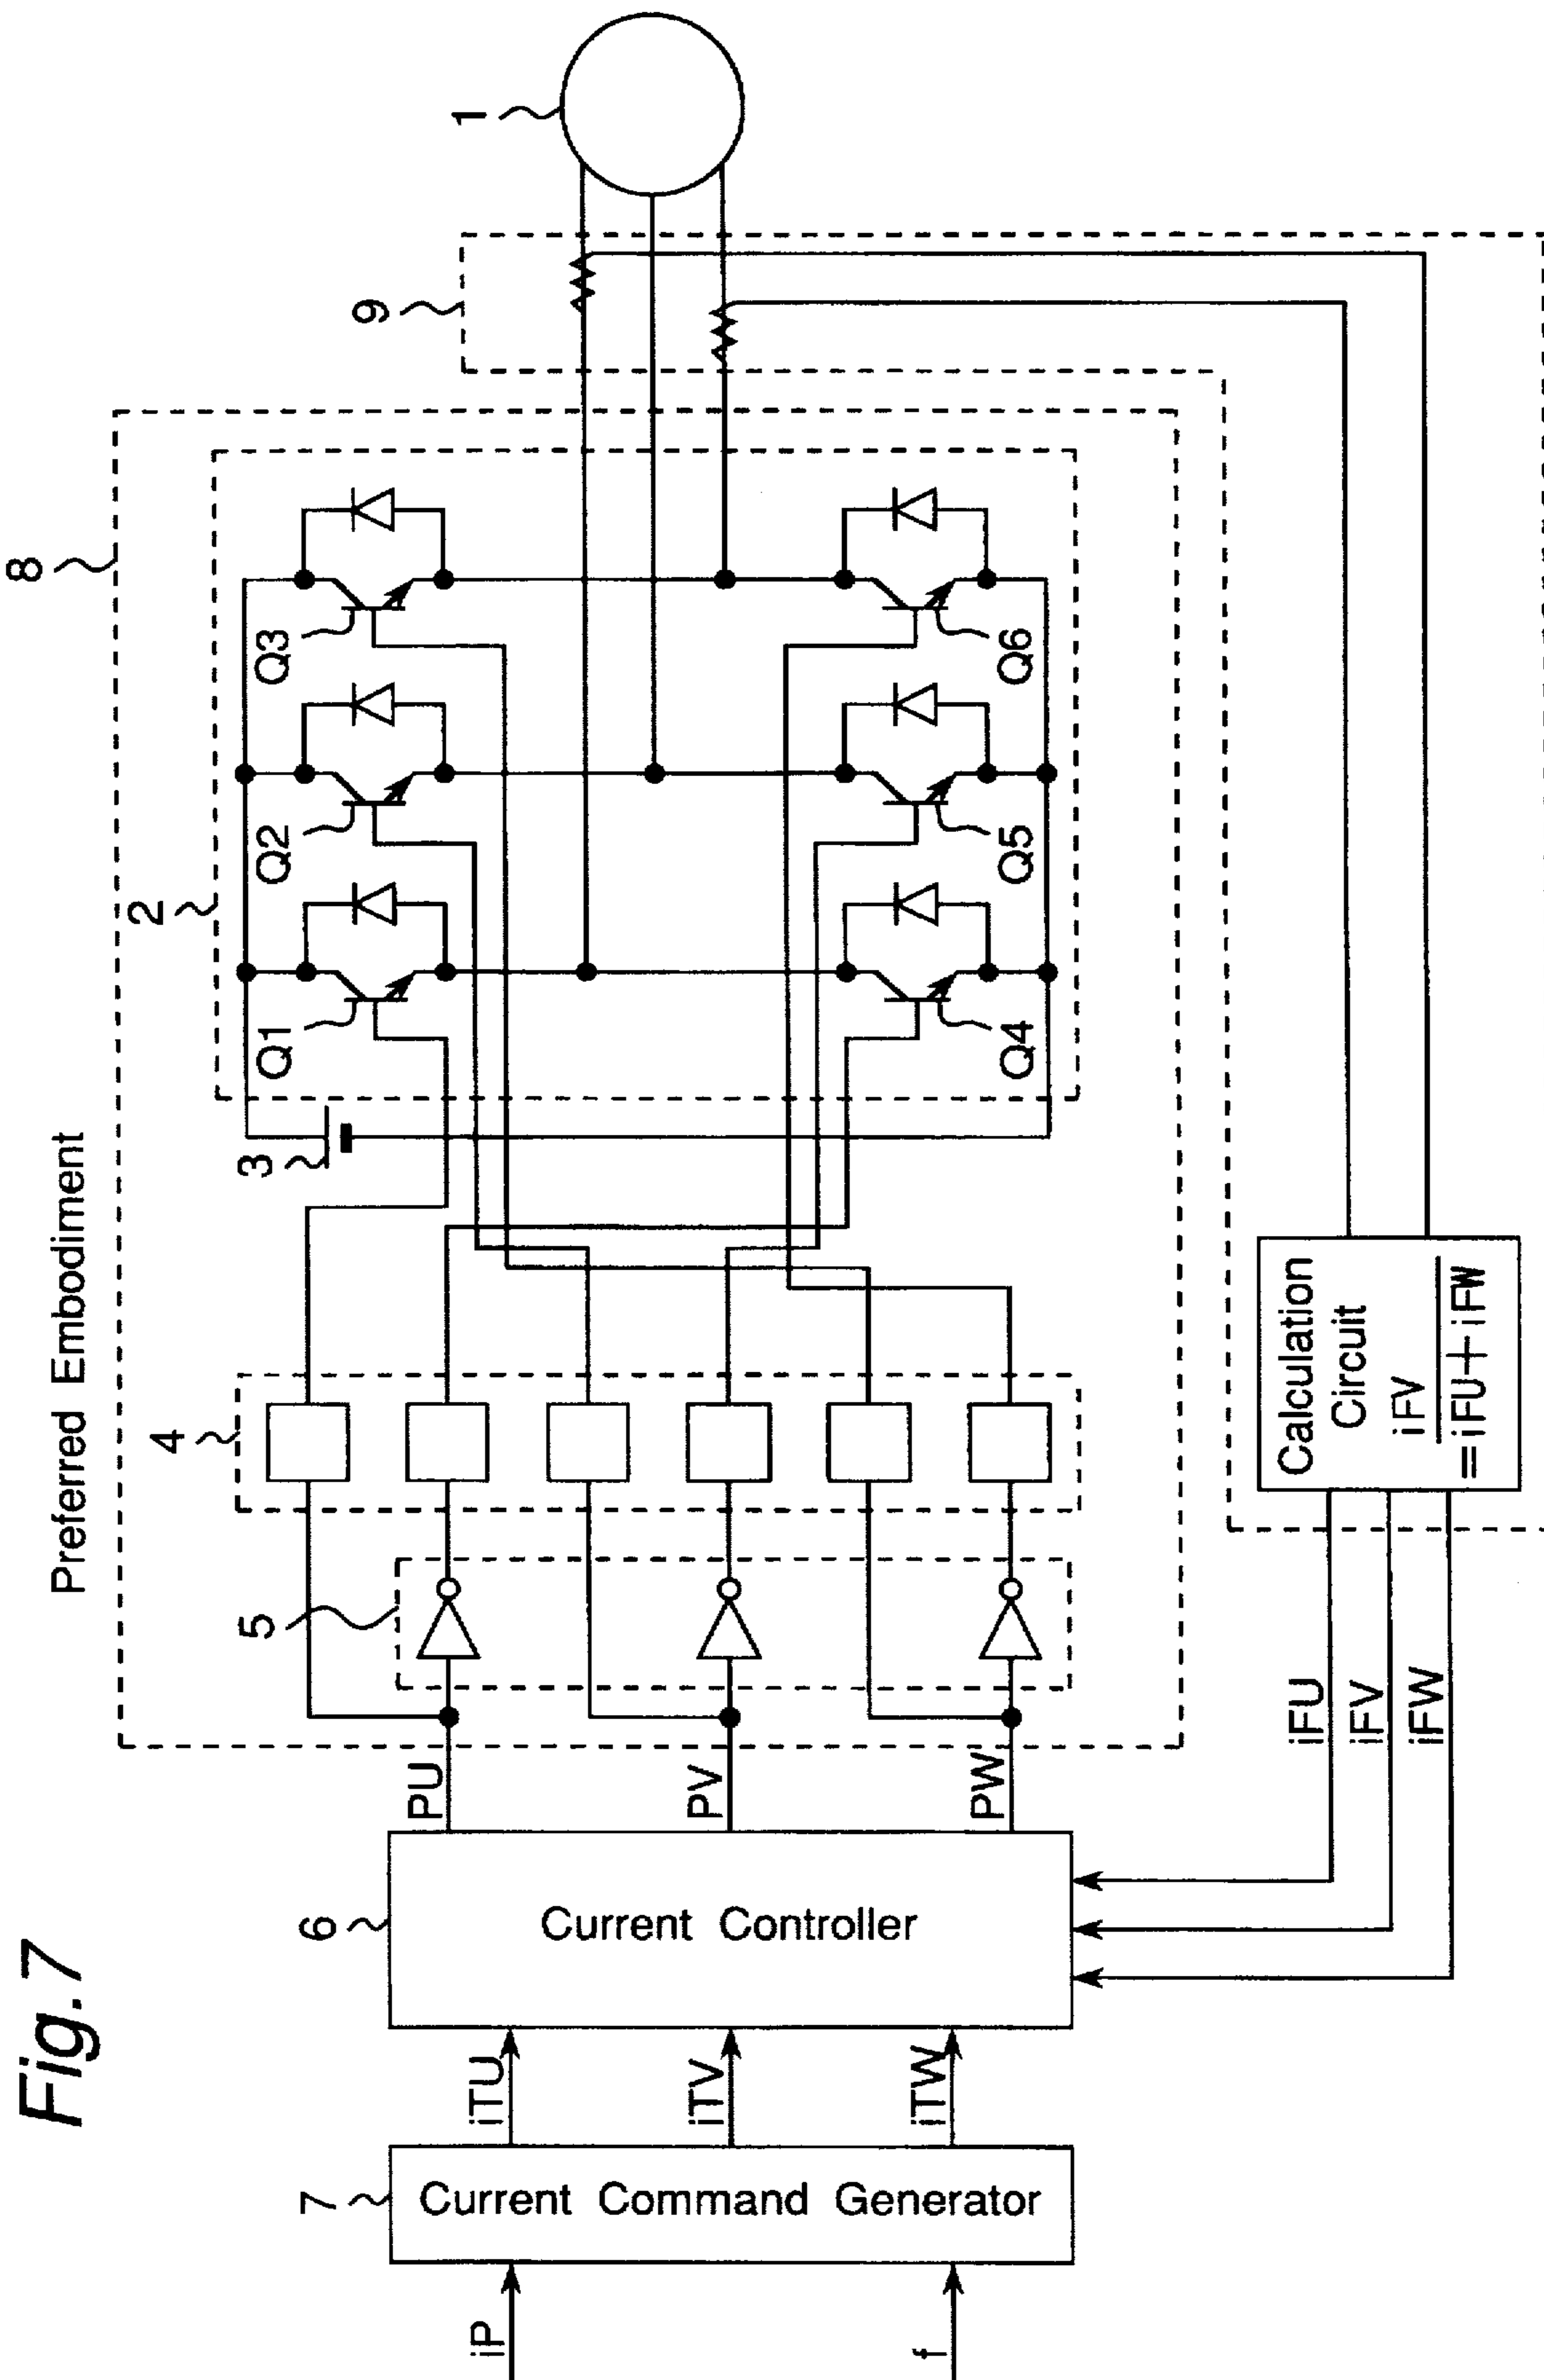 Fig.7
Preferred Embodiment
8
2
3
4
5
Q1
Q2
Q3
Q4
Q5
Q6
9
1
iP
f
7
Current Command Generator
iTU
iTV
iTW
6
Current Controller
PU
PV
PW
iFU
iFV
iFW
Calculation
Circuit
iFV
=iFU+iFW